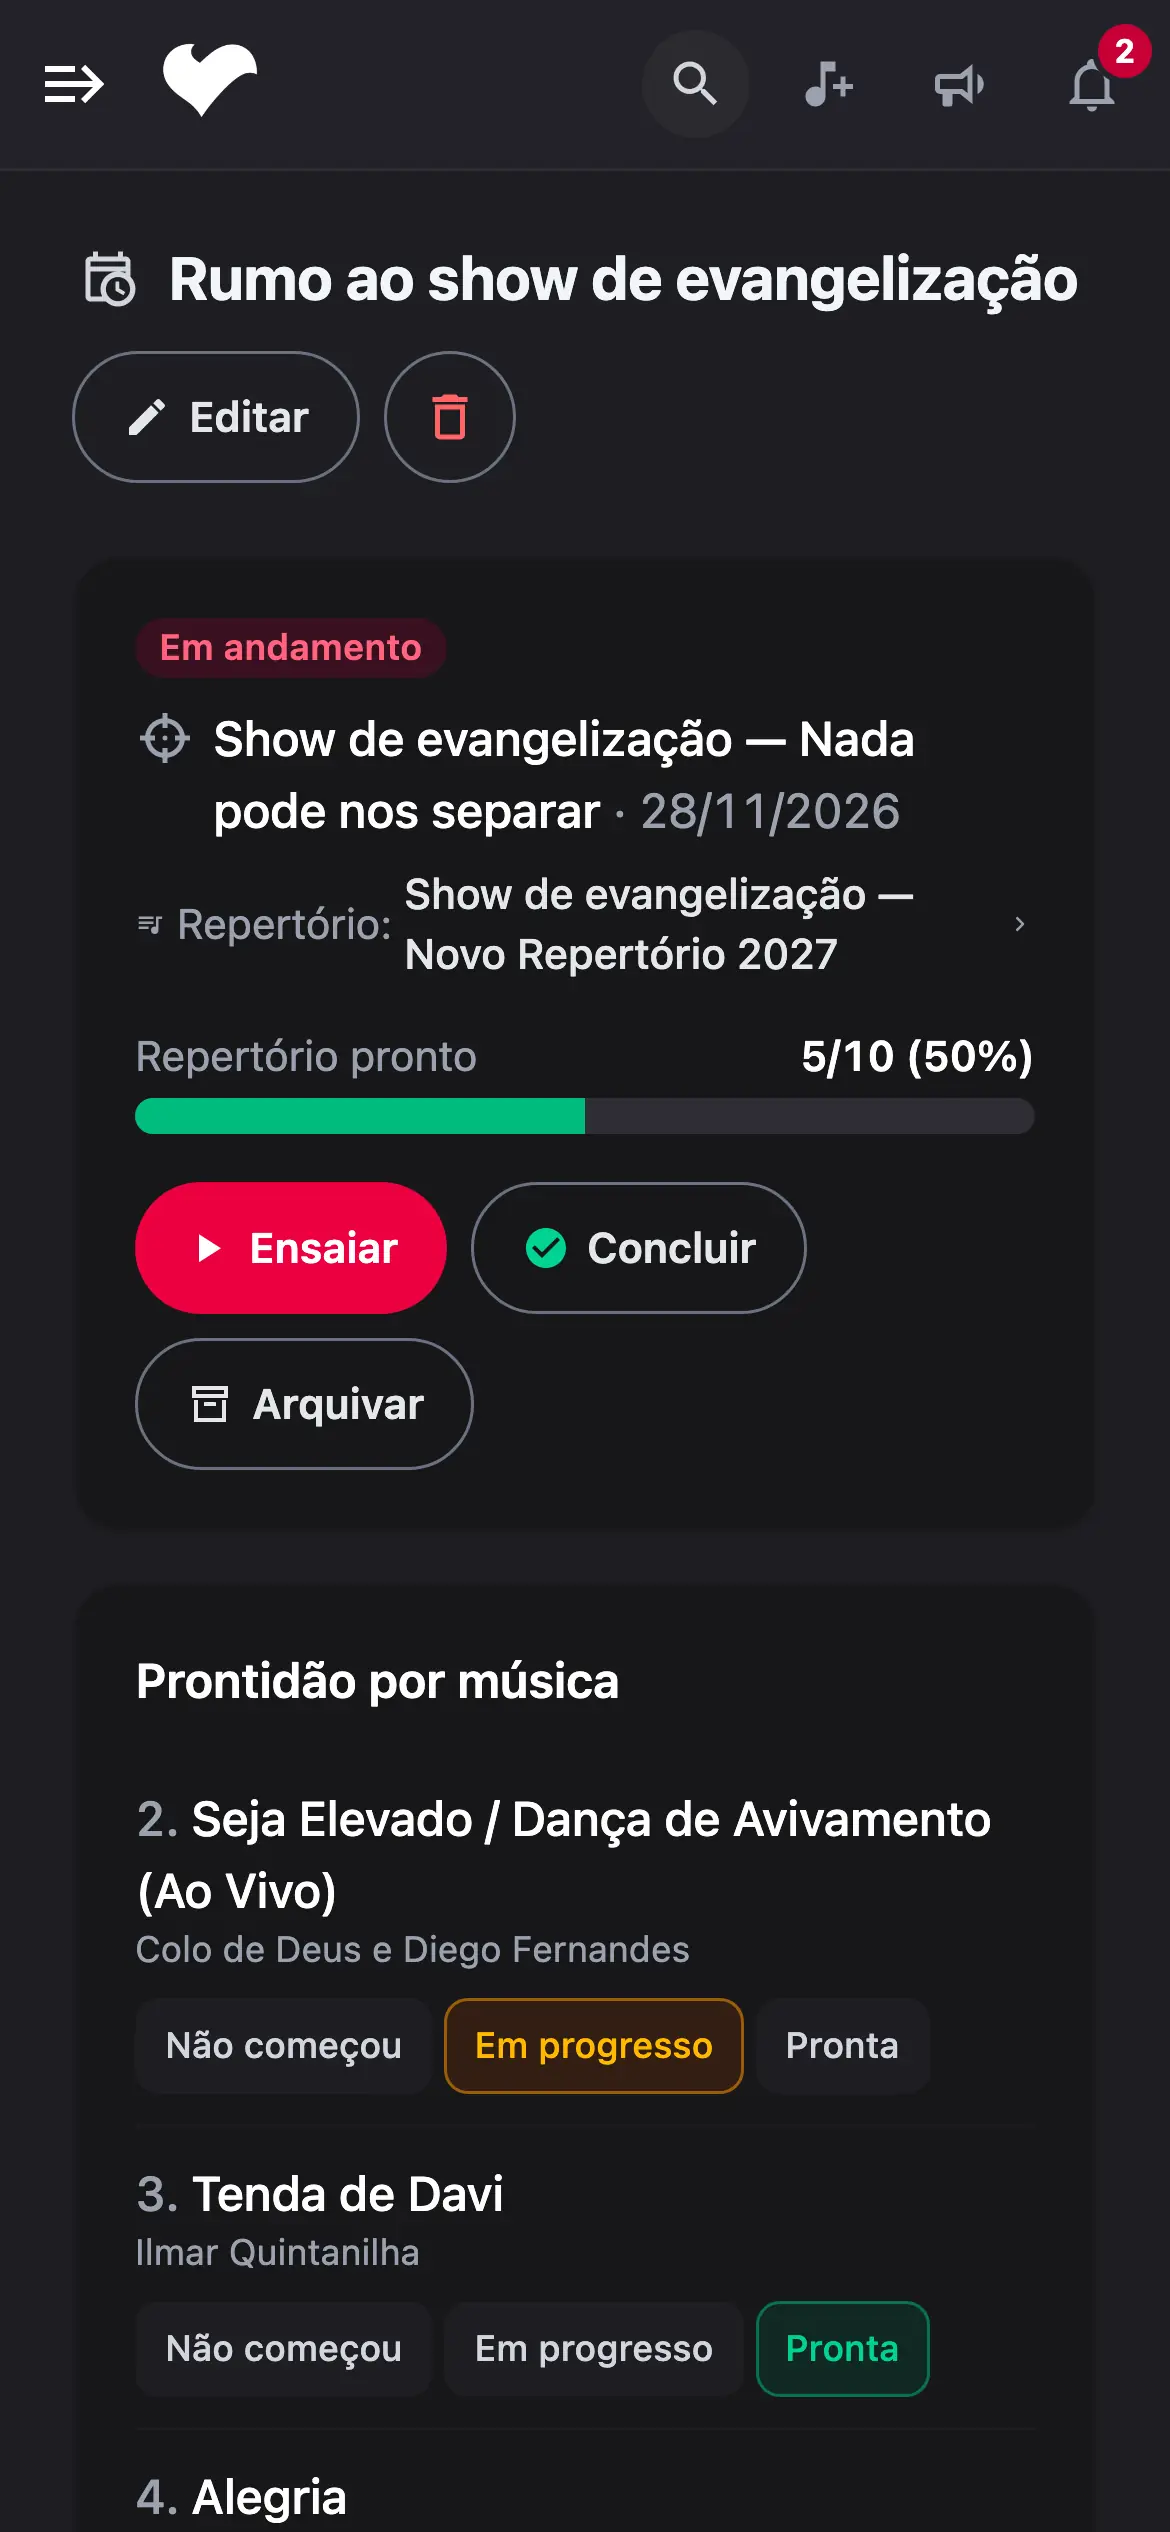 2
Rumo ao show de evangelização
Editar
Em andamento
Show de evangelização — Nada
pode nos separar · 28/11/2026
Repertório:
Show de evangelização —
Novo Repertório 2027
Repertório pronto 5/10 (50%)
Ensaiar Concluir
Arquivar
Prontidão por música
2. Seja Elevado / Dança de Avivamento
(Ao Vivo)
Colo de Deus e Diego Fernandes
Não começou Em progresso Pronta
3. Tenda de Davi
Ilmar Quintanilha
Não começou Em progresso Pronta
4. Alegria